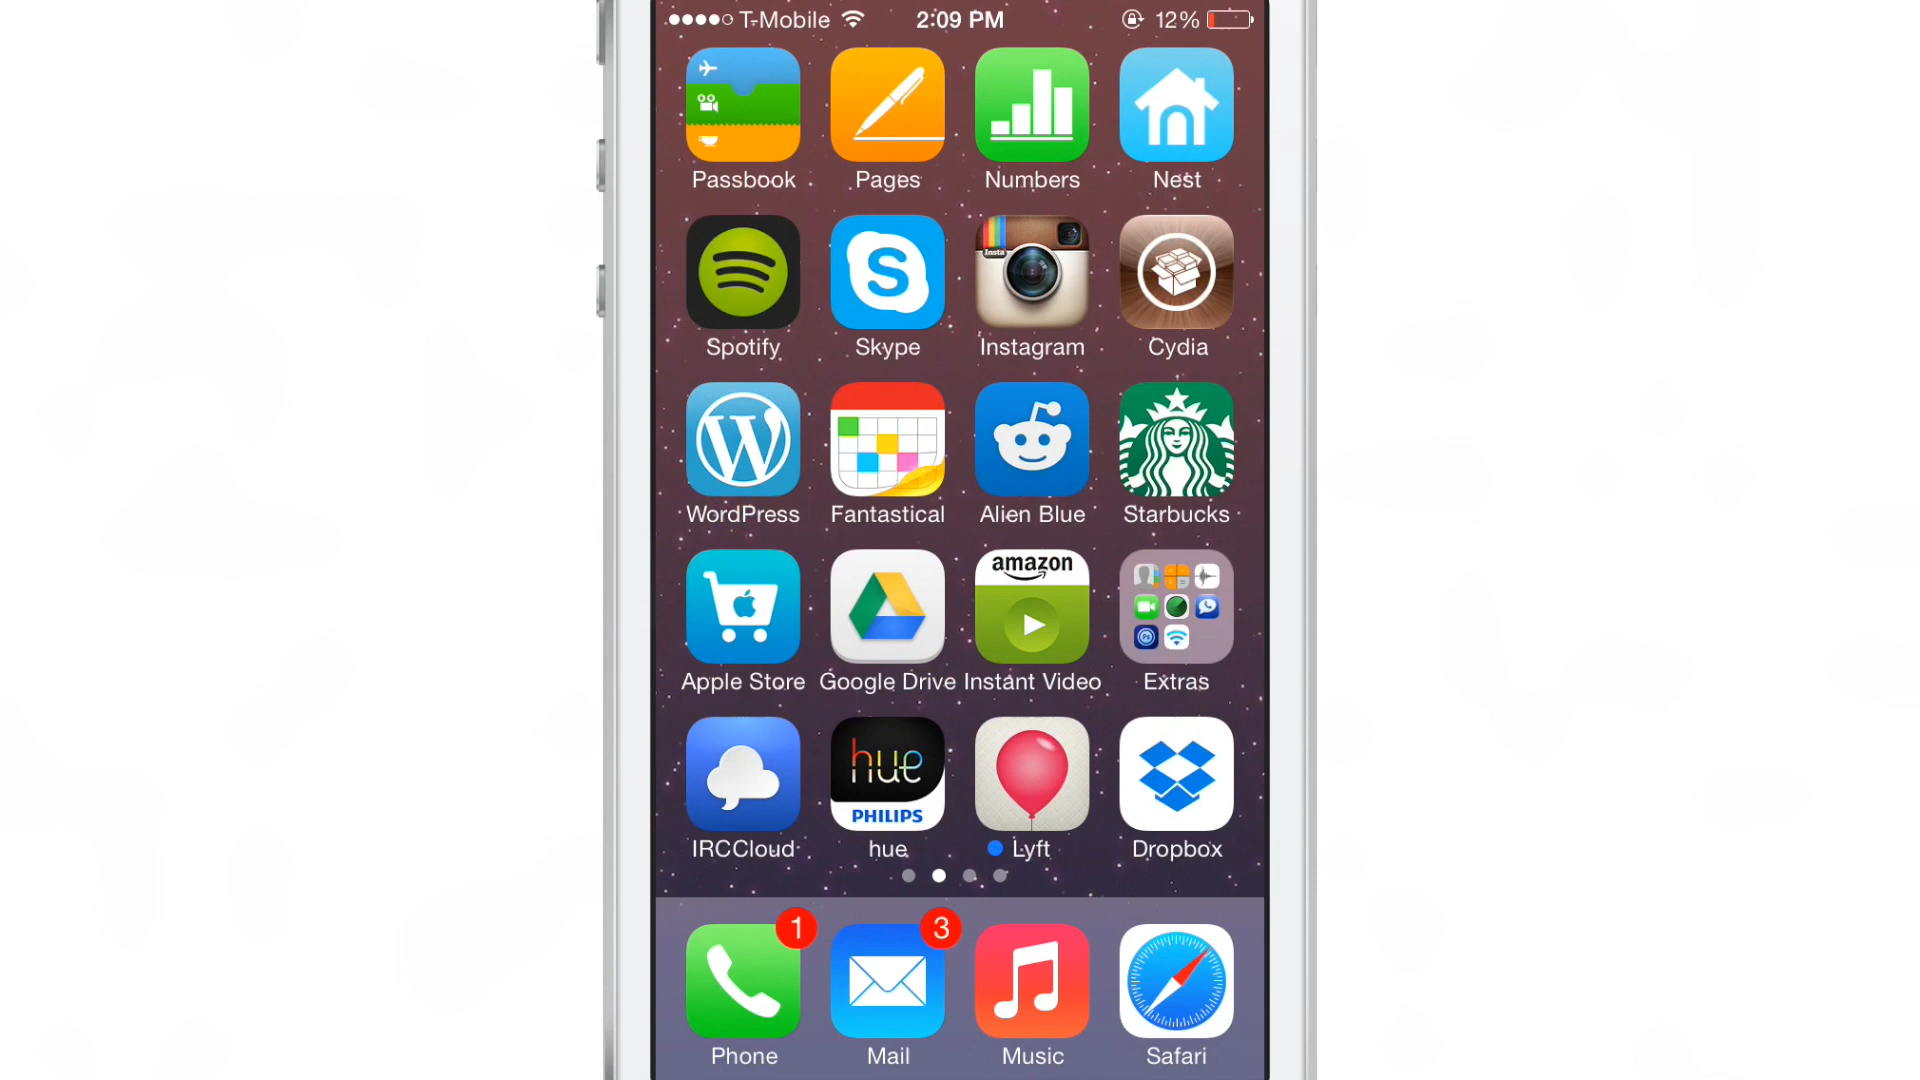 T-Mobile 2:09 PM 12%
Passbook Pages Numbers Nest
Insta
Spotify Skype Instagram Cydia
WordPress Fantastical Alien Blue Starbucks
amazon
Apple Store Google Drive Instant Video Extras
hue
PHILIPS
IRCCloud hue Lyft Dropbox
1 3
Phone Mail Music Safari